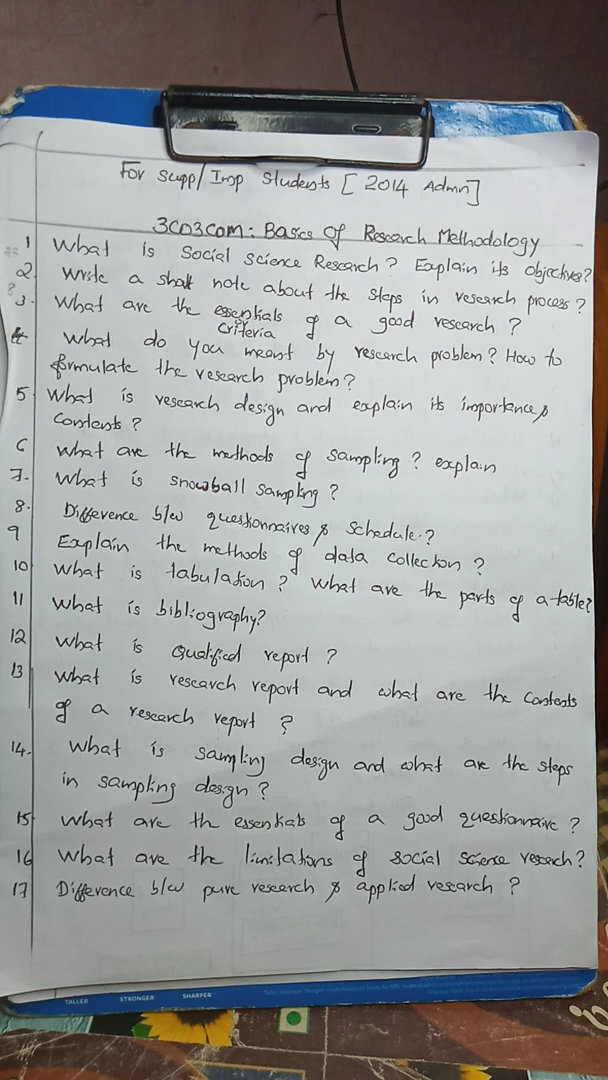 For Supp/Imp Students [ 2014 Admn]
3C03COM: Basics Of Research Methodology
1 What is Social science Research? Explain its objectives?
2. Write a short note about the steps in research process?
3. What are the essentials of a good research?
criteria
4. What do you meant by research problem? How to
formulate the research problem?
5. What is research design and explain its importance &
Contents?
6 What are the methods of sampling? explain
7. What is snowball sampling?
8. Difference b/w questionnaires & schedule?
9 Explain the methods of data collection?
10 What is tabulation? What are the parts of a table?
11 What is bibliography?
12 What is Qualified report?
13 What is research report and what are the contents
of a research report?
14. What is sampling design and what are the steps
in sampling design?
15 What are th essentials of a good questionnaire?
16 What are the limitations of social science research?
17 Difference b/w pure research & applied research?
TALLER STRONGER SHARPER